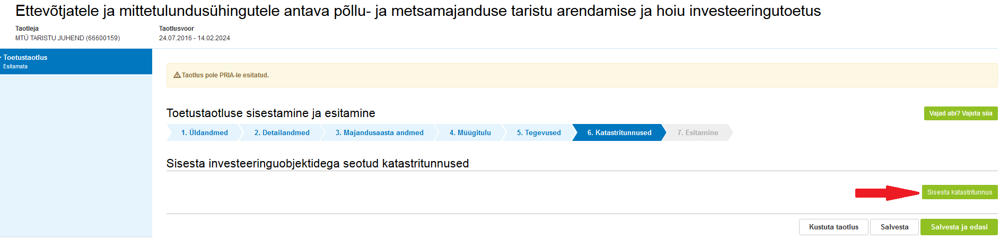 Ettevõtjatele ja mittetulundusühingutele antava põllu- ja metsamajanduse taristu arendamise ja hoiu investeeringutoetus
Taotleja
MTÜ TARISTU JUHEND (66600159)
Taotlusvoor
24.07.2016 - 14.02.2024
Toetustaotlus
Esitamata
Taotlus pole PRIA-le esitatud.
Toetustaotluse sisestamine ja esitamine
Vajad abi? Vajuta siia
1. Üldandmed
2. Detailandmed
3. Majandusaasta andmed
4. Müügitulu
5. Tegevused
6. Katastritunnused
7. Esitamine
Sisesta investeeringuobjektidega seotud katastritunnused
Sisesta katastritunnus
Kustuta taotlus
Salvesta
Salvesta ja edasi